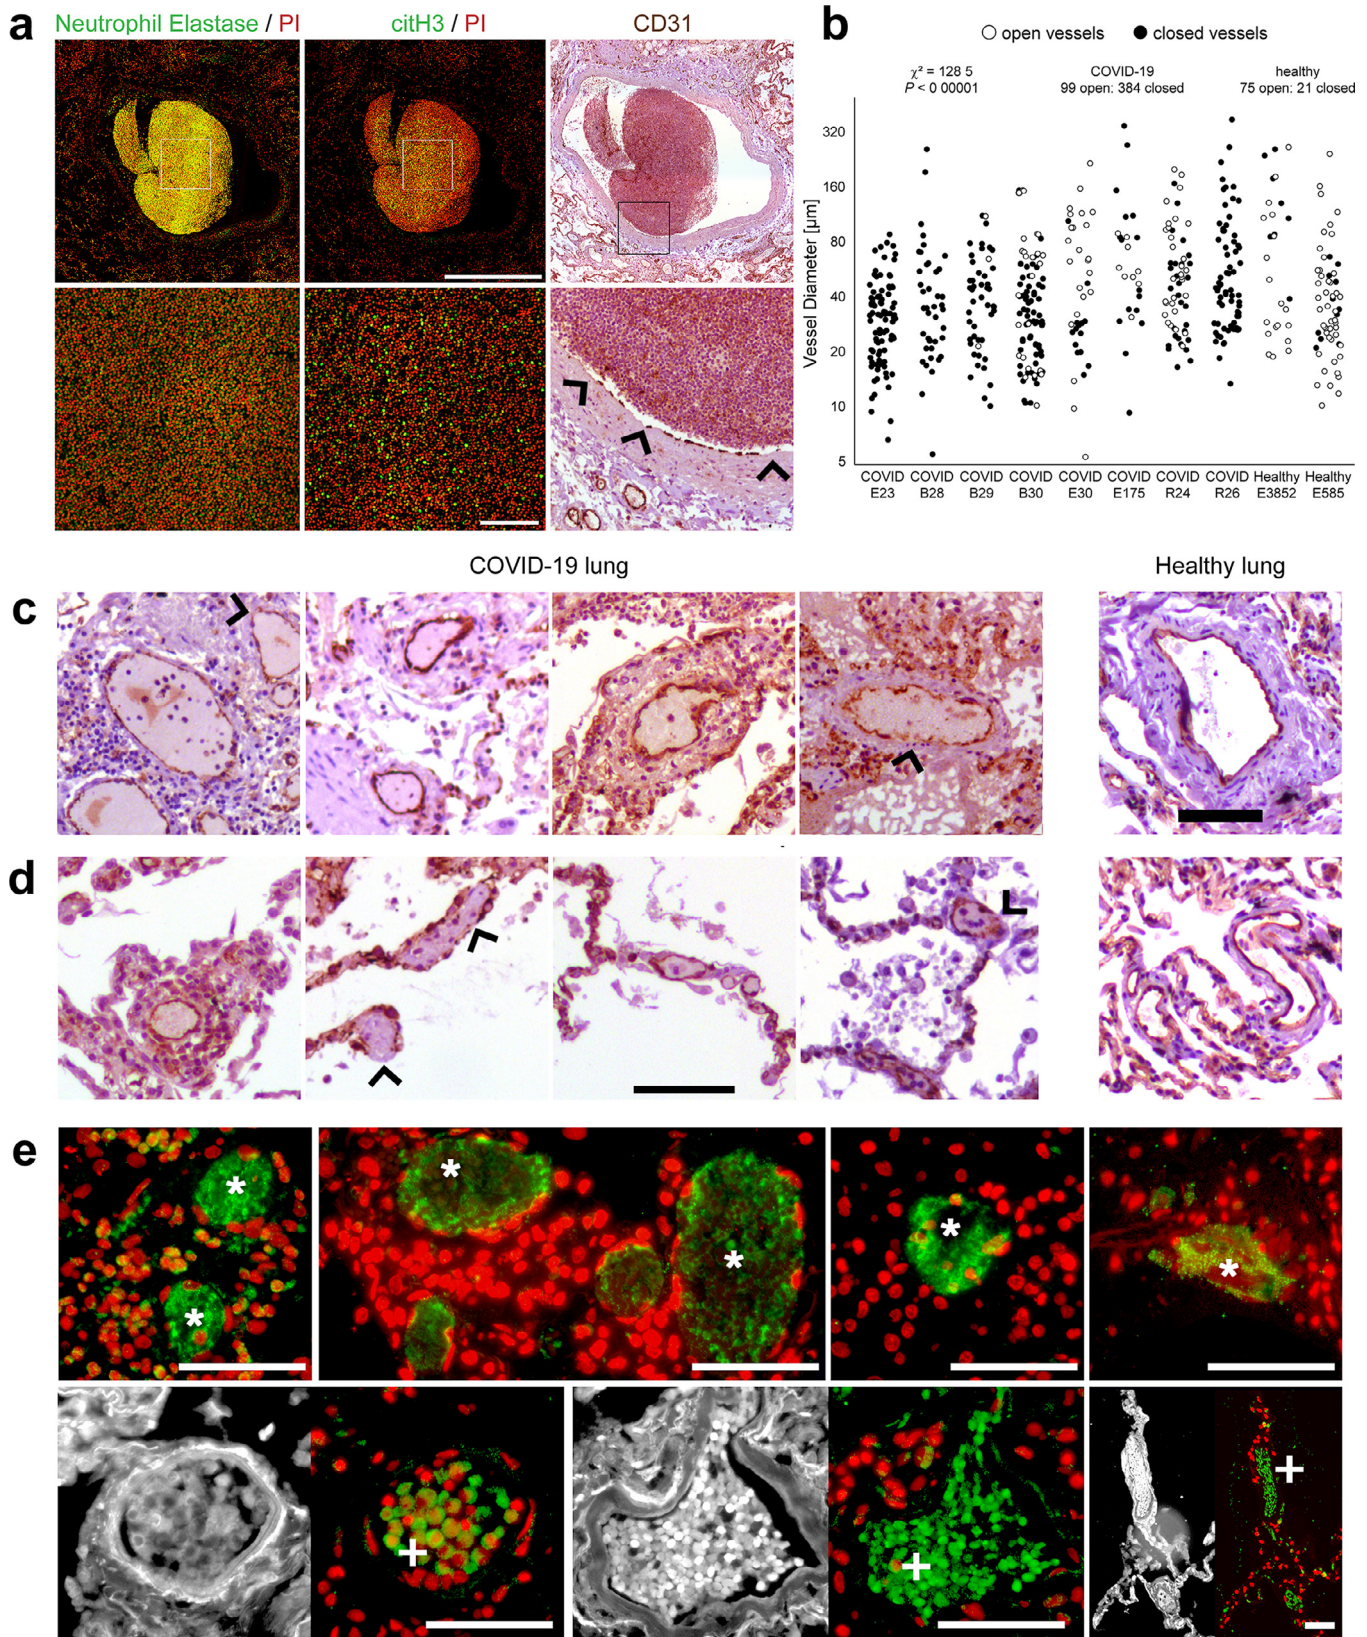 a
Neutrophil Elastase / PI
citH3 / PI
CD31
b
open vessels
closed vessels
χ² = 128 5
P < 0 00001
COVID-19
99 open: 384 closed
healthy
75 open: 21 closed
Vessel Diameter [µm]
320
160
80
40
20
10
5
COVID E23
COVID B28
COVID B29
COVID B30
COVID E30
COVID E175
COVID R24
COVID R26
Healthy E3852
Healthy E585
COVID-19 lung
Healthy lung
c
d
e